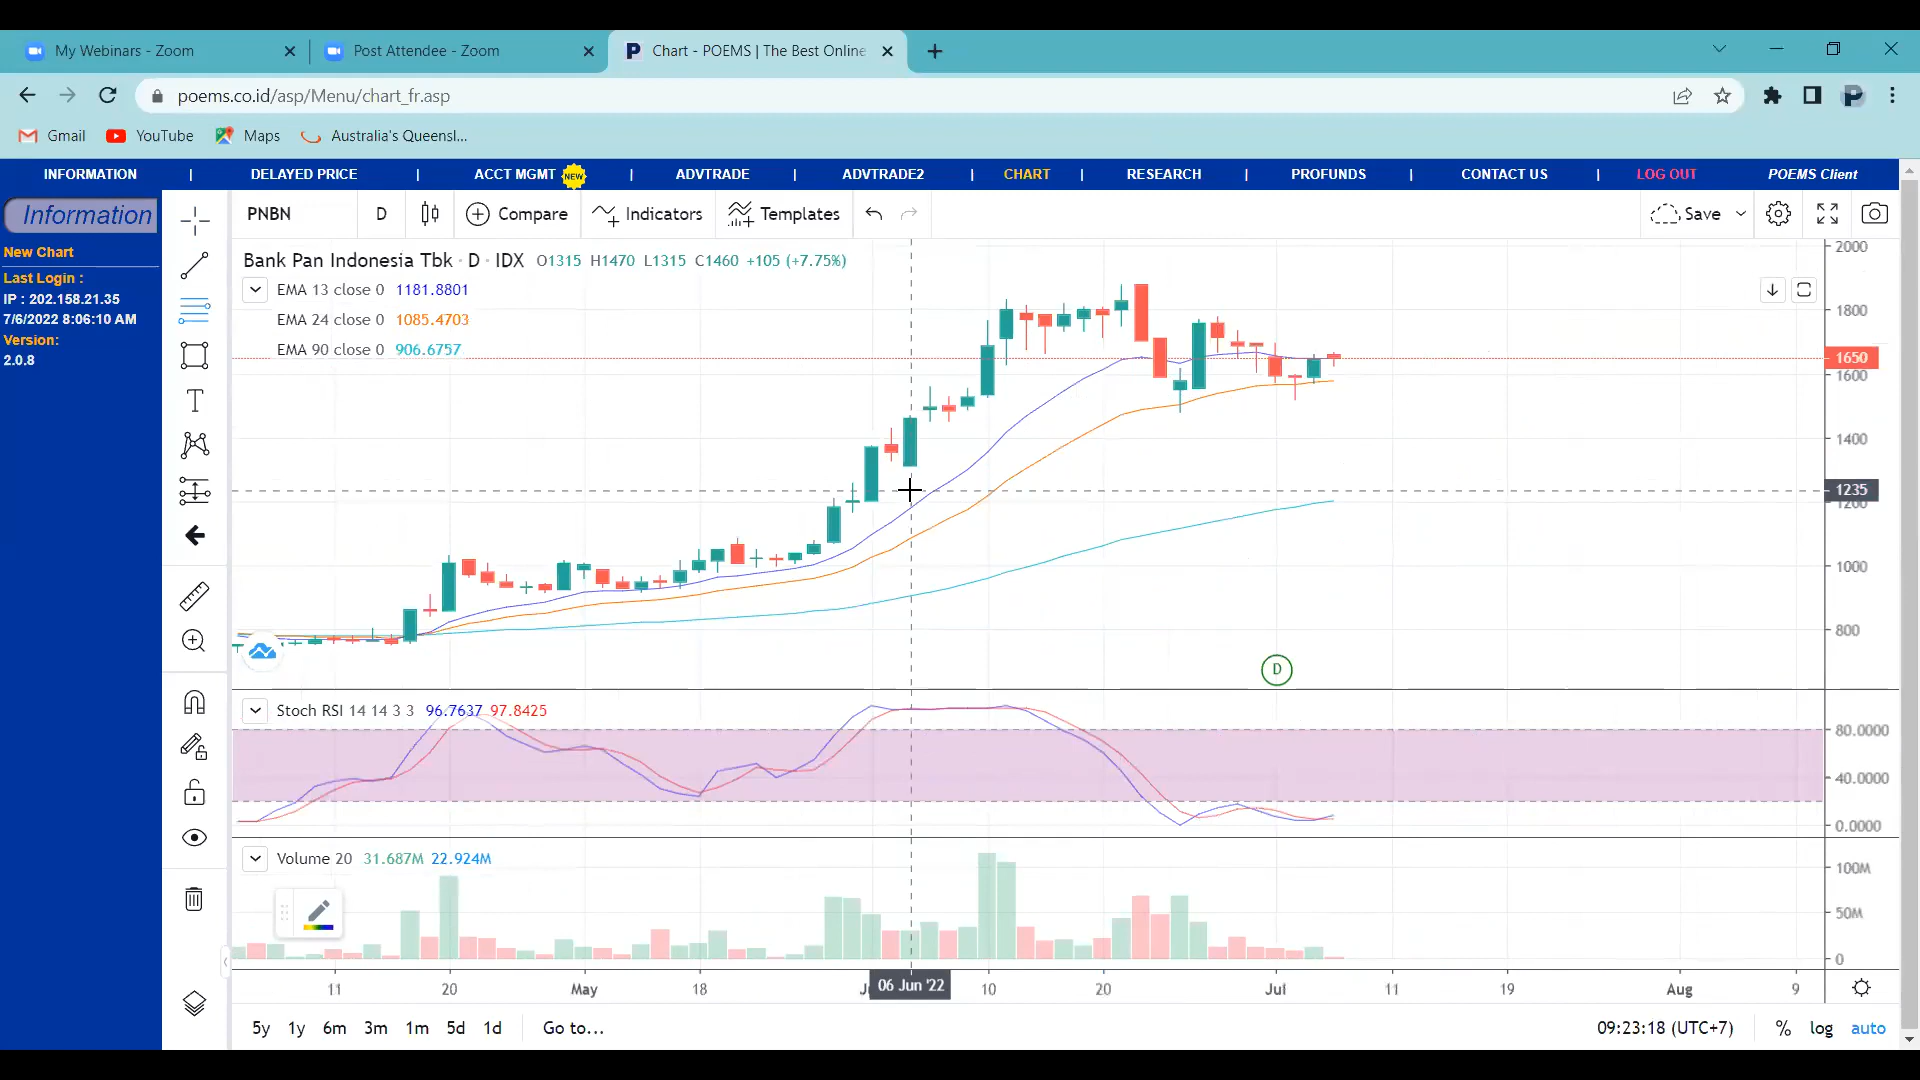 My Webinars - Zoom
Post Attendee - Zoom
P Chart - POEMS | The Best Online
poems.co.id/asp/Menu/chart_fr.asp
Gmail YouTube Maps Australia's Queensl...
INFORMATION | DELAYED PRICE | ACCT MGMT NEW | ADVTRADE | ADVTRADE2 | CHART | RESEARCH | PROFUNDS | CONTACT US | LOG OUT POEMS Client
Information
New Chart
Last Login :
IP : 202.158.21.35
7/6/2022 8:06:10 AM
Version:
2.0.8
PNBN D Compare Indicators Templates Save
Bank Pan Indonesia Tbk · D · IDX O1315 H1470 L1315 C1460 +105 (+7.75%)
EMA 13 close 0 1181.8801
EMA 24 close 0 1085.4703
EMA 90 close 0 906.6757
2000
1800
1650
1600
1400
1235
1200
1000
800
D
Stoch RSI 14 14 3 3 96.7637 97.8425
80.0000
40.0000
0.0000
Volume 20 31.687M 22.924M
100M
50M
0
11 20 May 18 06 Jun '22 10 20 Jul 11 19 Aug 9
5y 1y 6m 3m 1m 5d 1d Go to... 09:23:18 (UTC+7) % log auto